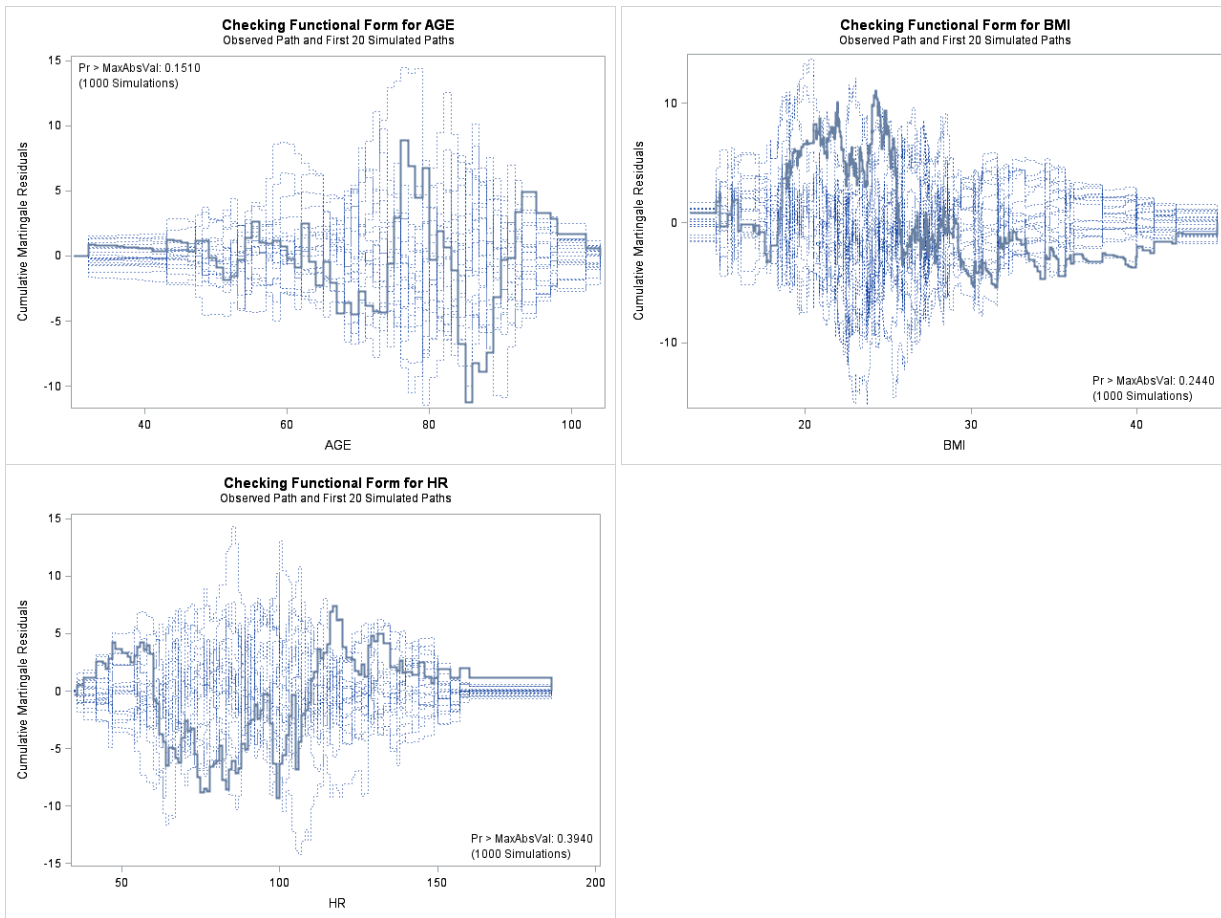 Checking Functional Form for AGE
Observed Path and First 20 Simulated Paths
Pr > MaxAbsVal: 0.1510
(1000 Simulations)
Cumulative Martingale Residuals
15
10
5
0
-5
-10
40 60 80 100
AGE
Checking Functional Form for BMI
Observed Path and First 20 Simulated Paths
Cumulative Martingale Residuals
10
0
-10
Pr > MaxAbsVal: 0.2440
(1000 Simulations)
20 30 40
BMI
Checking Functional Form for HR
Observed Path and First 20 Simulated Paths
Cumulative Martingale Residuals
15
10
5
0
-5
-10
-15
Pr > MaxAbsVal: 0.3940
(1000 Simulations)
50 100 150 200
HR